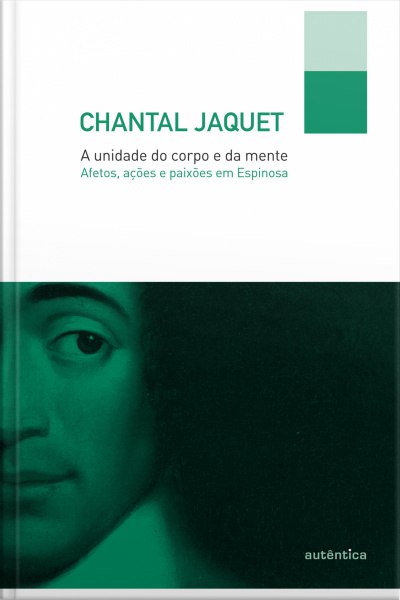 CHANTAL JAQUET
A unidade do corpo e da mente
Afetos, ações e paixões em Espinosa
autêntica